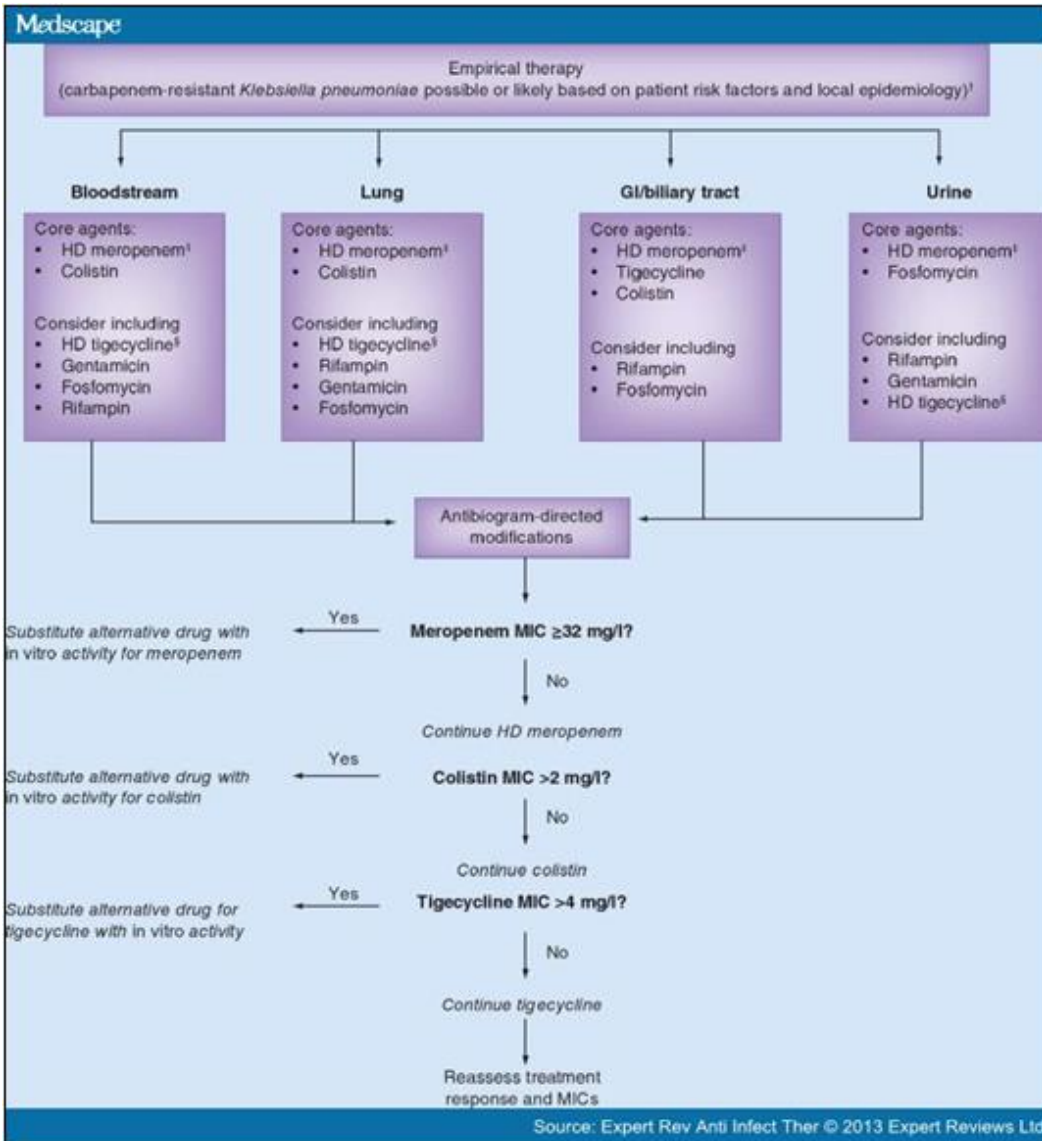 Medscape
Empirical therapy
(carbapenem-resistant Klebsiella pneumoniae possible or likely based on patient risk factors and local epidemiology)†
Bloodstream
Core agents:
• HD meropenem‡
• Colistin
Consider including
• HD tigecycline§
• Gentamicin
• Fosfomycin
• Rifampin
Lung
Core agents:
• HD meropenem‡
• Colistin
Consider including
• HD tigecycline§
• Rifampin
• Gentamicin
• Fosfomycin
GI/biliary tract
Core agents:
• HD meropenem‡
• Tigecycline
• Colistin
Consider including
• Rifampin
• Fosfomycin
Urine
Core agents:
• HD meropenem‡
• Fosfomycin
Consider including
• Rifampin
• Gentamicin
• HD tigecycline§
Antibiogram-directed
modifications
Meropenem MIC ≥32 mg/l?
Yes
Substitute alternative drug with
in vitro activity for meropenem
No
Continue HD meropenem
Colistin MIC >2 mg/l?
Yes
Substitute alternative drug with
in vitro activity for colistin
No
Continue colistin
Tigecycline MIC >4 mg/l?
Yes
Substitute alternative drug for
tigecycline with in vitro activity
No
Continue tigecycline
Reassess treatment
response and MICs
Source: Expert Rev Anti Infect Ther © 2013 Expert Reviews Ltd